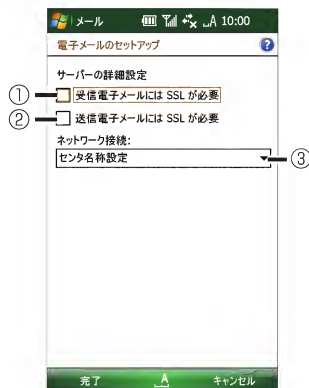 メール ⎵A 10:00
電子メールのセットアップ
サーバーの詳細設定
① 受信電子メールには SSL が必要
② 送信電子メールには SSL が必要
ネットワーク接続:
センタ名称設定 ③
完了 A キャンセル